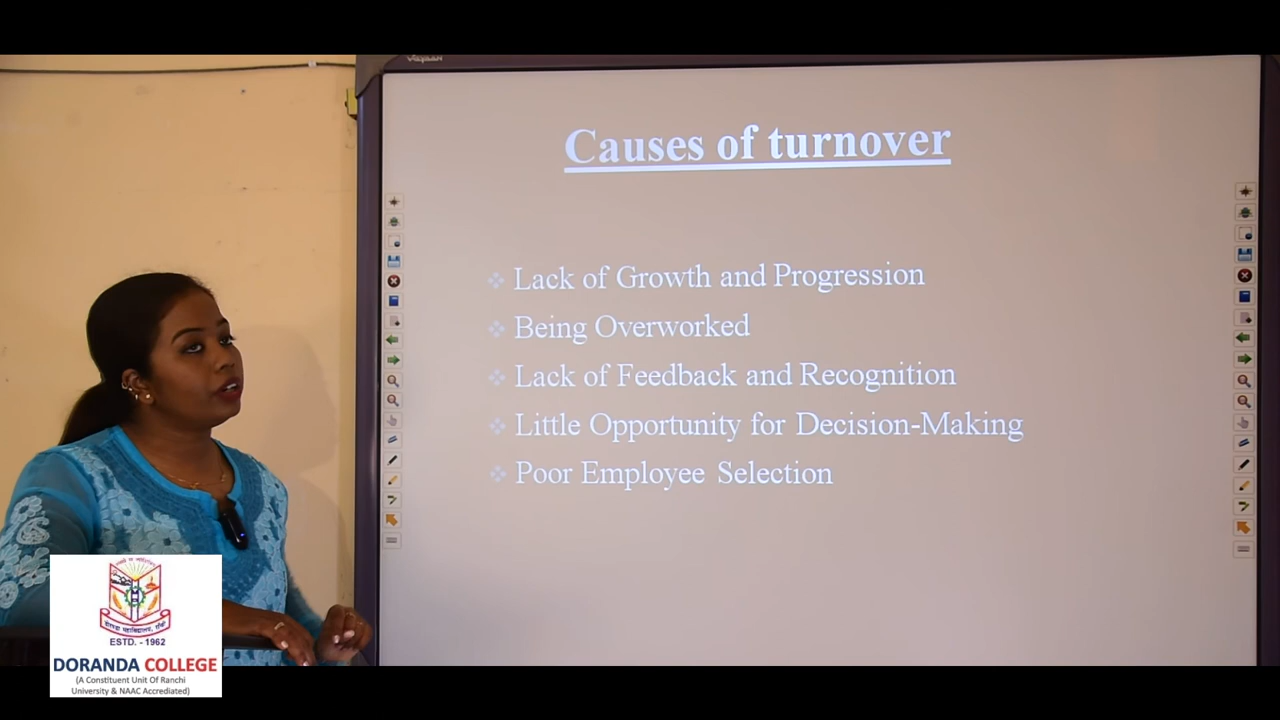 Causes of turnover
Lack of Growth and Progression
Being Overworked
Lack of Feedback and Recognition
Little Opportunity for Decision-Making
Poor Employee Selection
ESTD. - 1962
DORANDA COLLEGE
(A Constituent Unit Of Ranchi
University & NAAC Accredited)